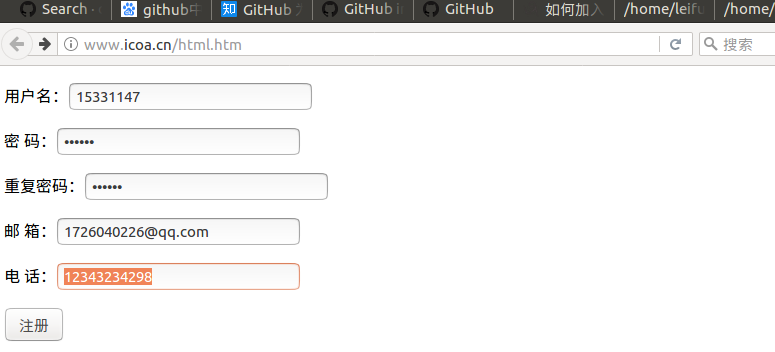 Search · github中 GitHub GitHub GitHub 如何加入 /home/leifu /home/
www.icoa.cn/html.htm 搜索
用户名： 15331147
密 码： ••••••
重复密码： ••••••
邮 箱： 1726040226@qq.com
电 话： 12343234298
注册